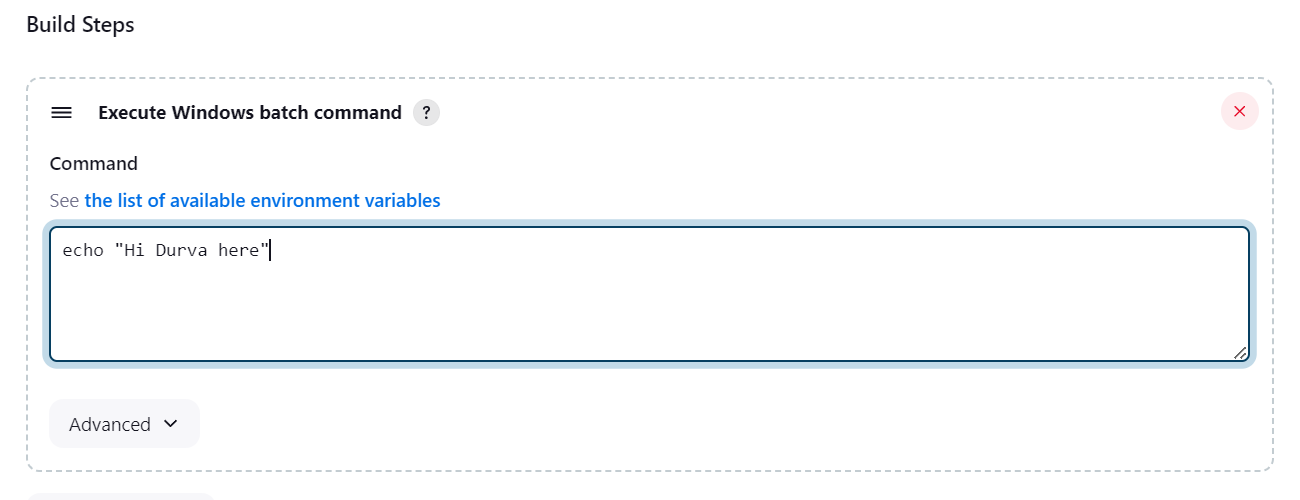 Build Steps
Execute Windows batch command ?
Command
See the list of available environment variables
echo "Hi Durva here"
Advanced